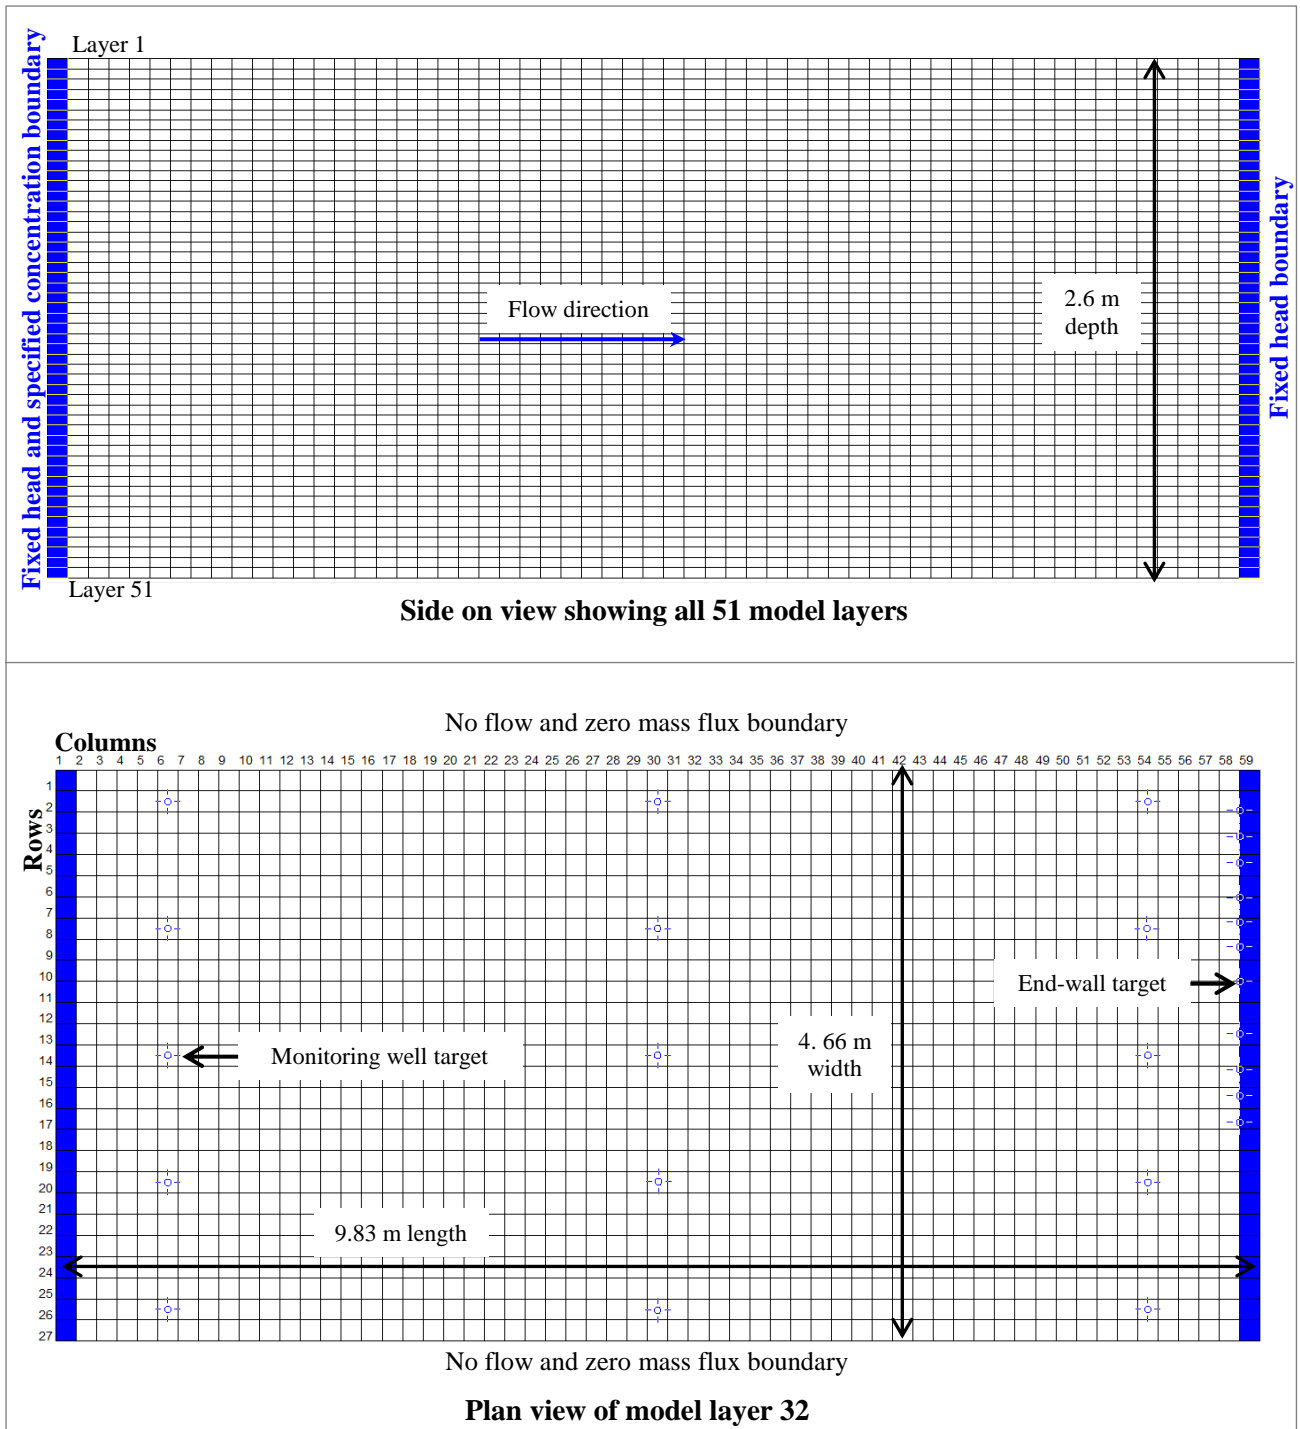 Layer 1
Fixed head and specified concentration boundary
Flow direction
2.6 m
depth
Fixed head boundary
Layer 51
Side on view showing all 51 model layers
No flow and zero mass flux boundary
Columns
1 2 3 4 5 6 7 8 9 10 11 12 13 14 15 16 17 18 19 20 21 22 23 24 25 26 27 28 29 30 31 32 33 34 35 36 37 38 39 40 41 42 43 44 45 46 47 48 49 50 51 52 53 54 55 56 57 58 59
Rows
1
2
3
4
5
6
7
8
9
10
11
12
13
14
15
16
17
18
19
20
21
22
23
24
25
26
27
End-wall target
Monitoring well target
4. 66 m
width
9.83 m length
No flow and zero mass flux boundary
Plan view of model layer 32